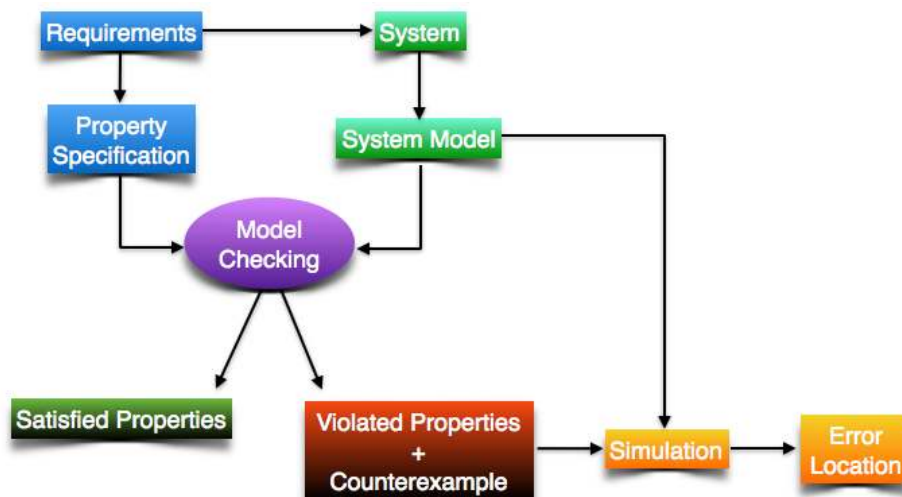 Requirements
System
Property
Specification
System Model
Model
Checking
Satisfied Properties
Violated Properties
+
Counterexample
Simulation
Error
Location